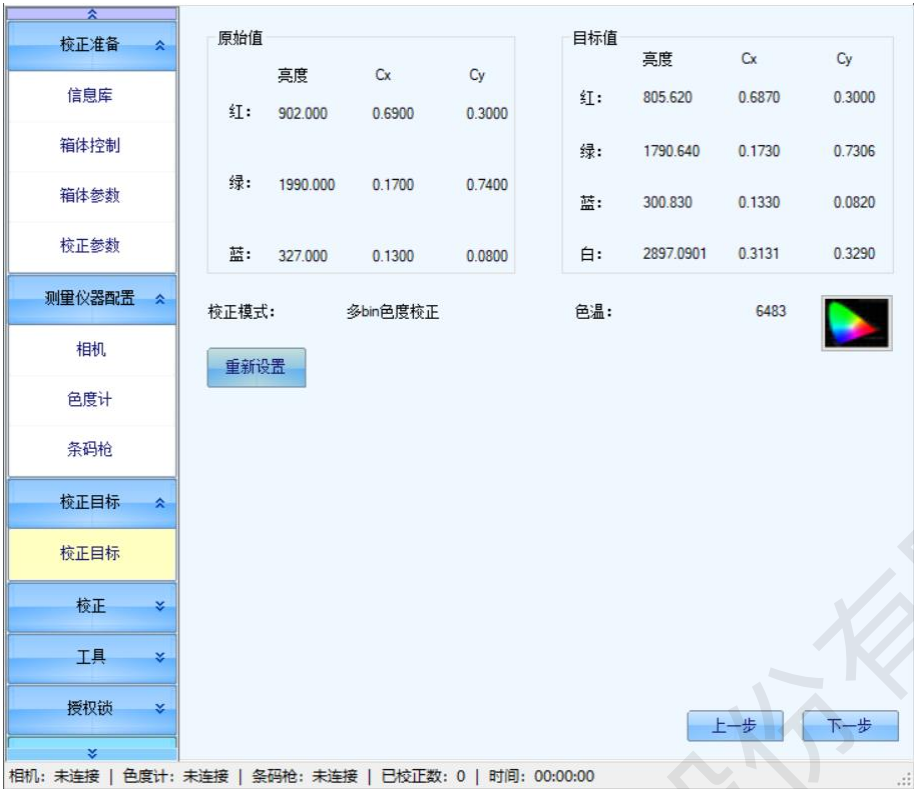 校正准备
信息库
箱体控制
箱体参数
校正参数
测量仪器配置
相机
色度计
条码枪
校正目标
校正目标
校正
工具
授权锁
原始值
亮度 Cx Cy
红: 902.000 0.6900 0.3000
绿: 1990.000 0.1700 0.7400
蓝: 327.000 0.1300 0.0800
目标值
亮度 Cx Cy
红: 805.620 0.6870 0.3000
绿: 1790.640 0.1730 0.7306
蓝: 300.830 0.1330 0.0820
白: 2897.0901 0.3131 0.3290
校正模式: 多bin色度校正
色温: 6483
重新设置
上一步 下一步
相机: 未连接 | 色度计: 未连接 | 条码枪: 未连接 | 已校正数: 0 | 时间: 00:00:00
份有